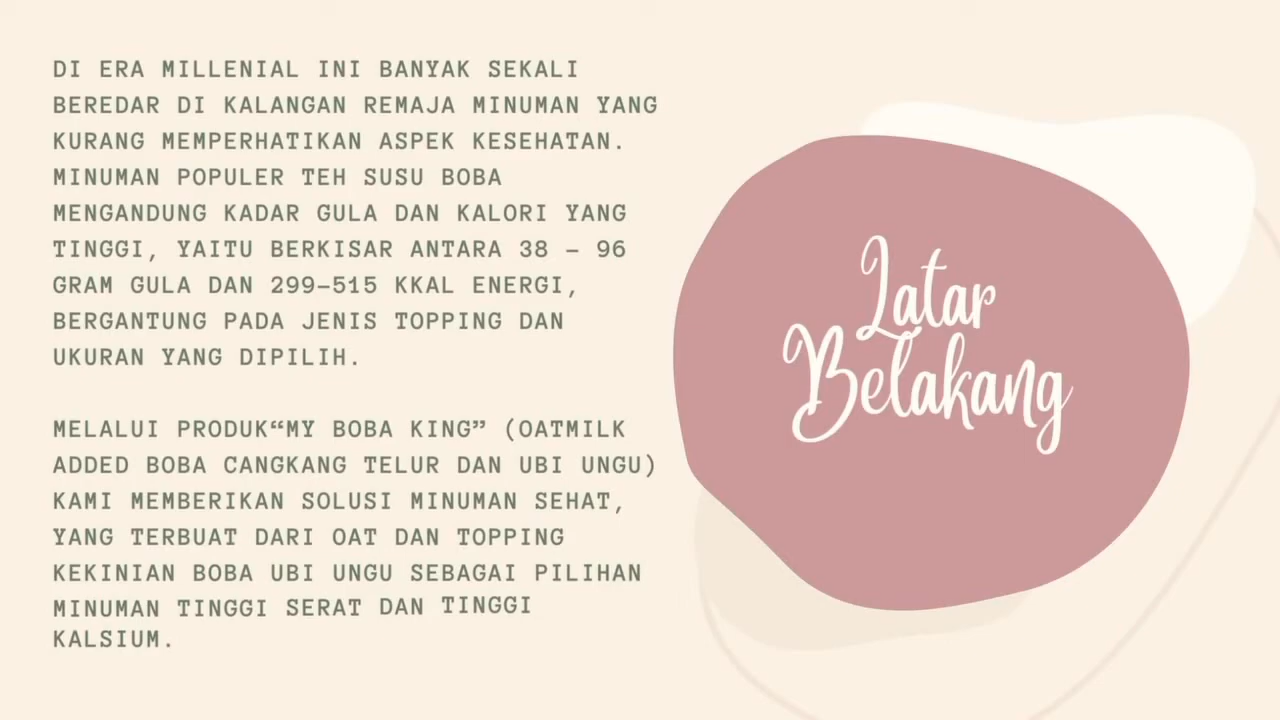 DI ERA MILLENIAL INI BANYAK SEKALI
BEREDAR DI KALANGAN REMAJA MINUMAN YANG
KURANG MEMPERHATIKAN ASPEK KESEHATAN.
MINUMAN POPULER TEH SUSU BOBA
MENGANDUNG KADAR GULA DAN KALORI YANG
TINGGI, YAITU BERKISAR ANTARA 38 – 96
GRAM GULA DAN 299–515 KKAL ENERGI,
BERGANTUNG PADA JENIS TOPPING DAN
UKURAN YANG DIPILIH.
MELALUI PRODUK“MY BOBA KING” (OATMILK
ADDED BOBA CANGKANG TELUR DAN UBI UNGU)
KAMI MEMBERIKAN SOLUSI MINUMAN SEHAT,
YANG TERBUAT DARI OAT DAN TOPPING
KEKINIAN BOBA UBI UNGU SEBAGAI PILIHAN
MINUMAN TINGGI SERAT DAN TINGGI
KALSIUM.
Latar
Belakang